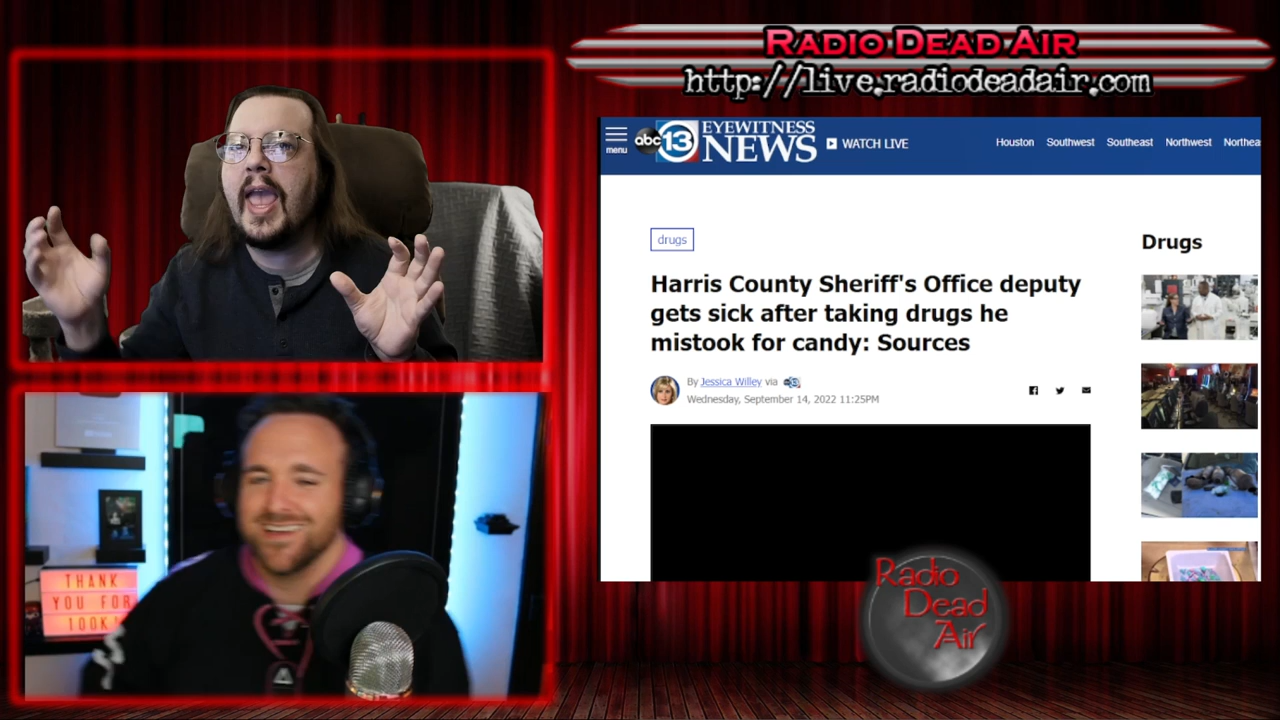 RADIO DEAD AIR
http://live.radiodeadair.com
menu
abc 13 EYEWITNESS NEWS
WATCH LIVE
Houston Southwest Southeast Northwest Northea
drugs
Drugs
Harris County Sheriff's Office deputy
gets sick after taking drugs he
mistook for candy: Sources
By Jessica Willey via
Wednesday, September 14, 2022 11:25PM
THANK
YOU FOR
100K!
A
Radio
Dead
Air